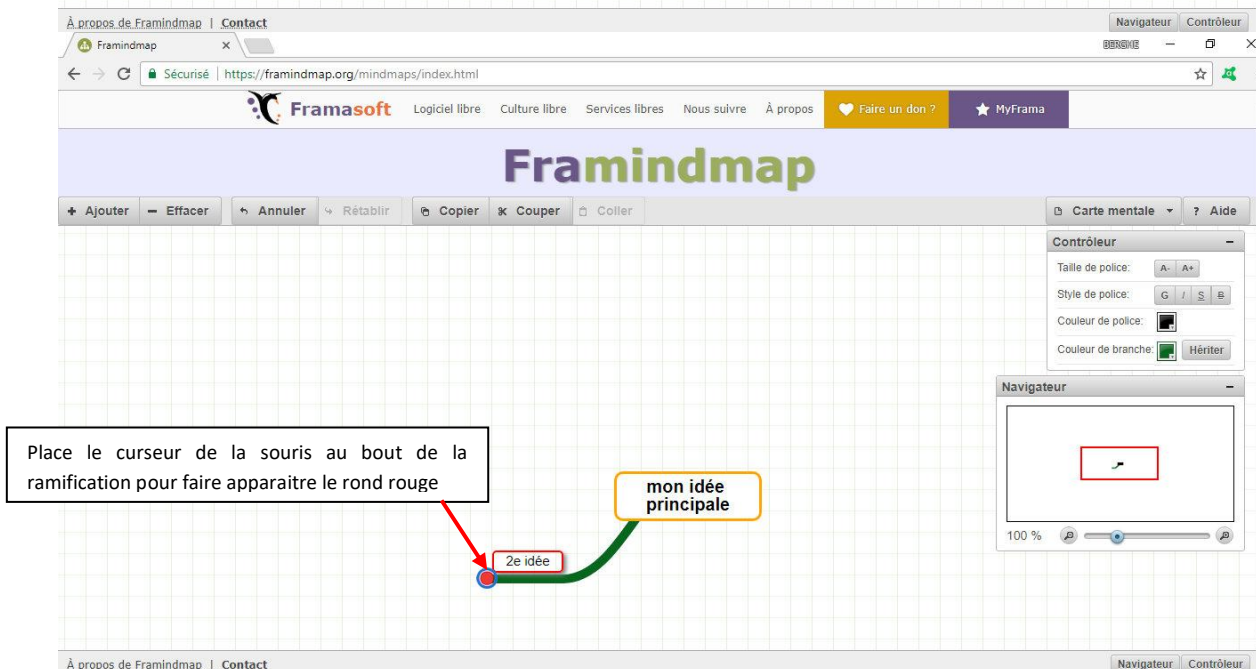 À propos de Framindmap | Contact
Navigateur Contrôleur
Framindmap
BERGHE
Sécurisé | https://framindmap.org/mindmaps/index.html
Framasoft Logiciel libre Culture libre Services libres Nous suivre À propos Faire un don ? MyFrama
Framindmap
+ Ajouter − Effacer Annuler Rétablir Copier Couper Coller Carte mentale ? Aide
Contrôleur −
Taille de police: A- A+
Style de police: G I S B
Couleur de police:
Couleur de branche: Hériter
Navigateur −
100 %
Place le curseur de la souris au bout de la
ramification pour faire apparaitre le rond rouge
mon idée
principale
2e idée
À propos de Framindmap | Contact
Navigateur Contrôleur